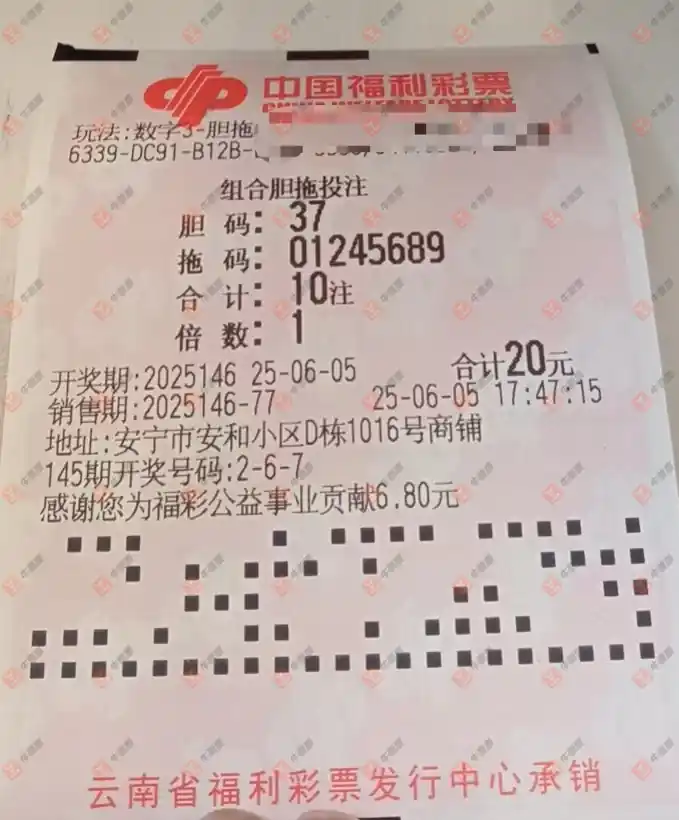 中国福利彩票
玩法:数字3-胆拖
6339-DC91-B12B-
组合胆拖投注
胆 码: 37
拖 码: 01245689
合 计: 10注
倍 数: 1
开奖期:2025146 25-06-05 合计20元
销售期:2025146-77 25-06-05 17:47:15
地址:安宁市安和小区D栋1016号商铺
145期开奖号码:2-6-7
感谢您为福彩公益事业贡献6.80元
云南省福利彩票发行中心承销